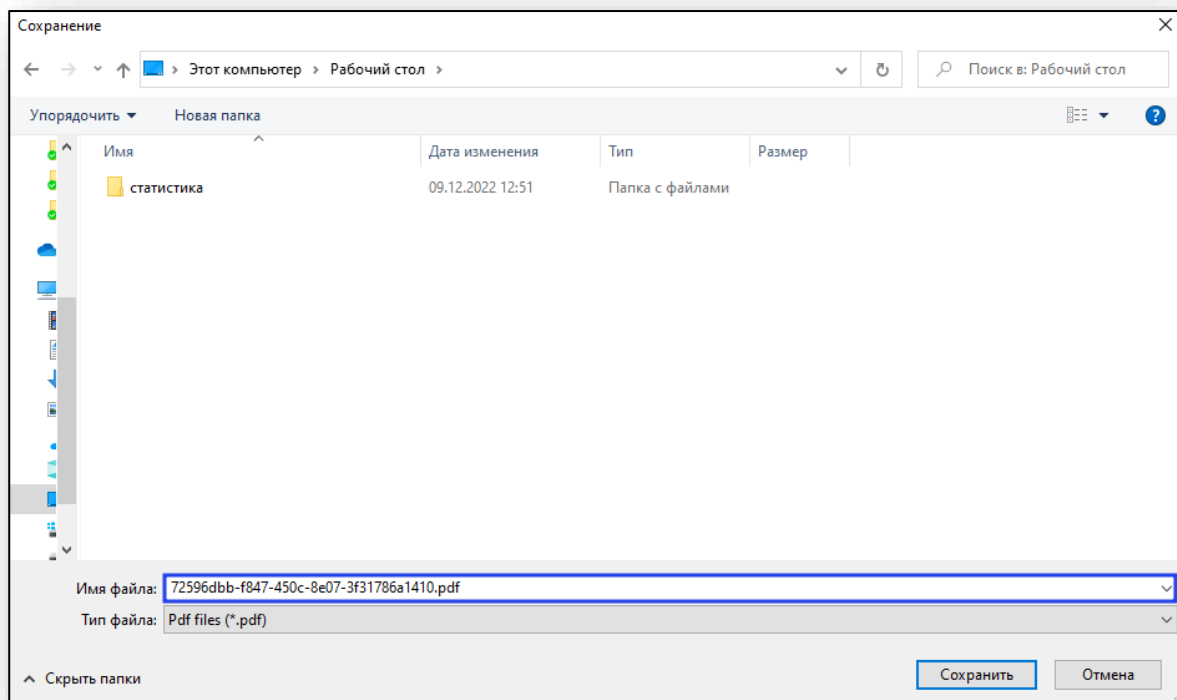 Сохранение
Этот компьютер › Рабочий стол ›
Поиск в: Рабочий стол
Упорядочить Новая папка
Имя Дата изменения Тип Размер
статистика 09.12.2022 12:51 Папка с файлами
Имя файла: 72596dbb-f847-450c-8e07-3f31786a1410.pdf
Тип файла: Pdf files (*.pdf)
Скрыть папки Сохранить Отмена